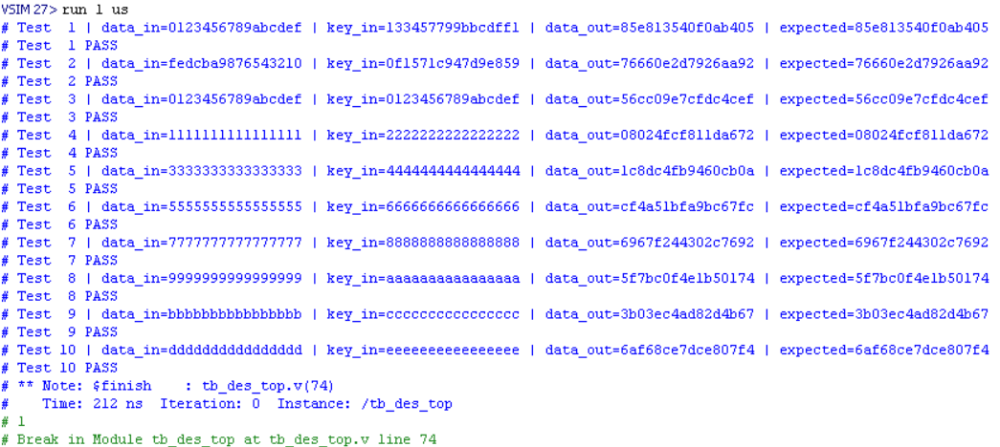 VSIM 27> run 1 us
# Test  1 | data_in=0123456789abcdef | key_in=133457799bbcdff1 | data_out=85e813540f0ab405 | expected=85e813540f0ab405
# Test  1 PASS
# Test  2 | data_in=fedcba9876543210 | key_in=0f1571c947d9e859 | data_out=76660e2d7926aa92 | expected=76660e2d7926aa92
# Test  2 PASS
# Test  3 | data_in=0123456789abcdef | key_in=0123456789abcdef | data_out=56cc09e7cfdc4cef | expected=56cc09e7cfdc4cef
# Test  3 PASS
# Test  4 | data_in=1111111111111111 | key_in=2222222222222222 | data_out=08024fcf811da672 | expected=08024fcf811da672
# Test  4 PASS
# Test  5 | data_in=3333333333333333 | key_in=4444444444444444 | data_out=1c8dc4fb9460cb0a | expected=1c8dc4fb9460cb0a
# Test  5 PASS
# Test  6 | data_in=5555555555555555 | key_in=6666666666666666 | data_out=cf4a51bfa9bc67fc | expected=cf4a51bfa9bc67fc
# Test  6 PASS
# Test  7 | data_in=7777777777777777 | key_in=8888888888888888 | data_out=6967f244302c7692 | expected=6967f244302c7692
# Test  7 PASS
# Test  8 | data_in=9999999999999999 | key_in=aaaaaaaaaaaaaaaa | data_out=5f7bc0f4e1b50174 | expected=5f7bc0f4e1b50174
# Test  8 PASS
# Test  9 | data_in=bbbbbbbbbbbbbbbb | key_in=cccccccccccccccc | data_out=3b03ec4ad82d4b67 | expected=3b03ec4ad82d4b67
# Test  9 PASS
# Test 10 | data_in=dddddddddddddddd | key_in=eeeeeeeeeeeeeeee | data_out=6af68ce7dce807f4 | expected=6af68ce7dce807f4
# Test 10 PASS
# ** Note: $finish    : tb_des_top.v(74)
#    Time: 212 ns  Iteration: 0  Instance: /tb_des_top
# 1
# Break in Module tb_des_top at tb_des_top.v line 74